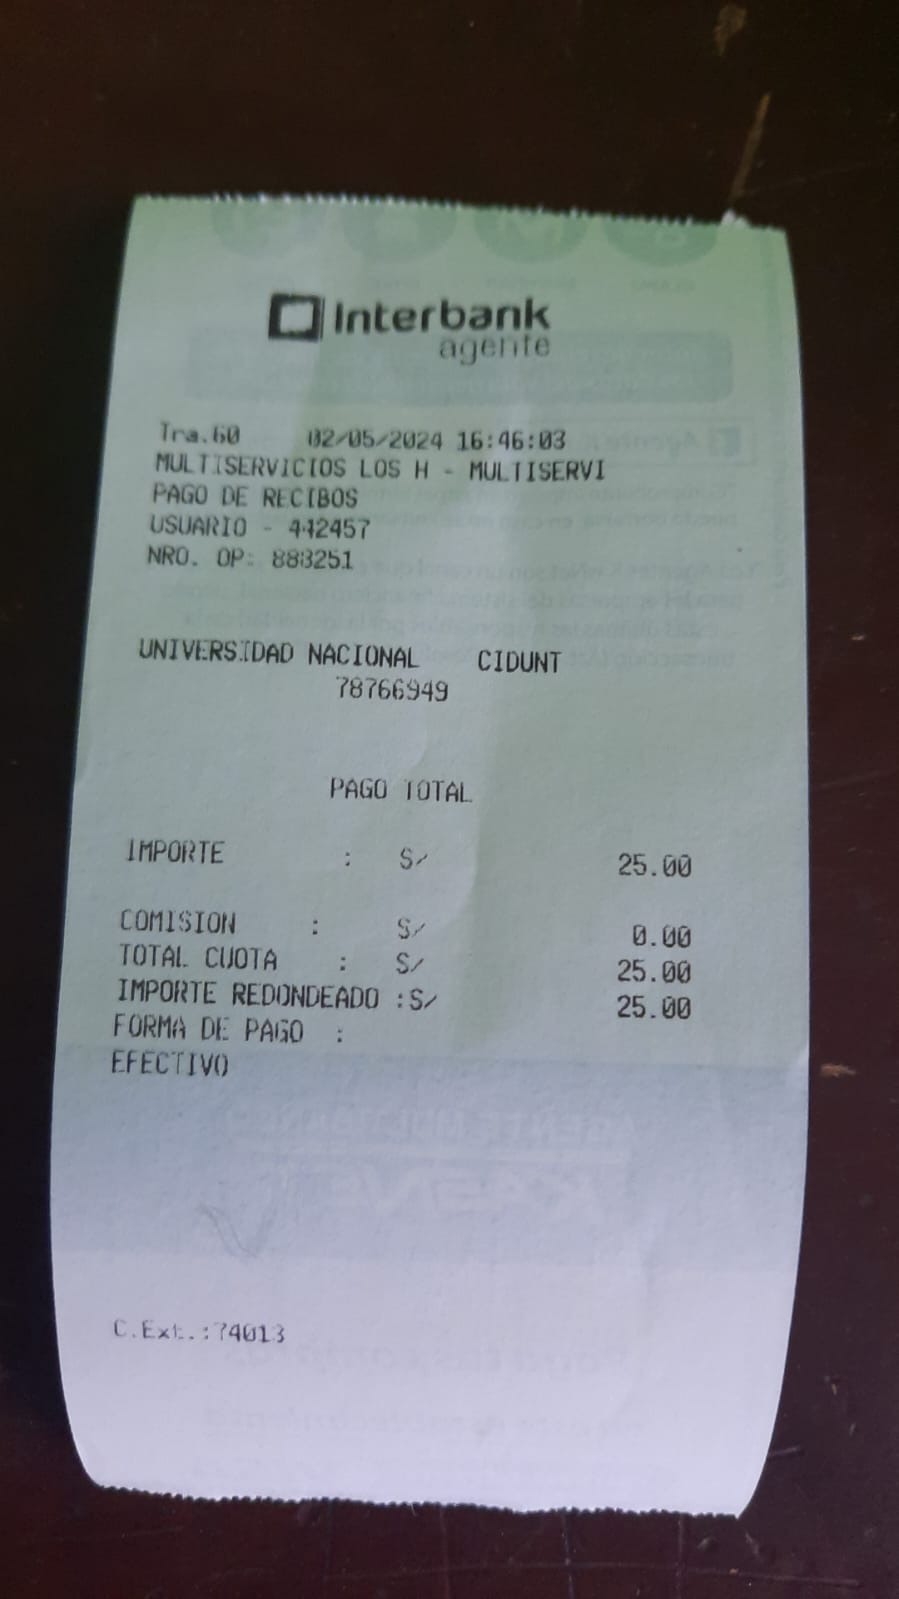 Interbank
agente
Tra.60 02/05/2024 16:46:03
MULTISERVICIOS LOS H - MULTISERVI
PAGO DE RECIBOS
USUARIO - 442457
NRO. OP: 883251
UNIVERSIDAD NACIONAL CIDUNT
78766949
PAGO TOTAL
IMPORTE : S/ 25.00
COMISION : S/ 0.00
TOTAL CUOTA : S/ 25.00
IMPORTE REDONDEADO :S/ 25.00
FORMA DE PAGO :
EFECTIVO
C.Ext.:74013